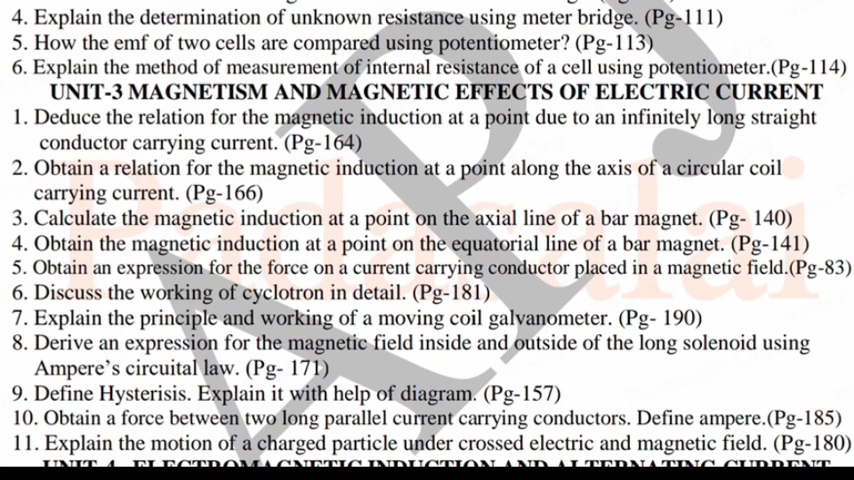 4. Explain the determination of unknown resistance using meter bridge. (Pg-111)
5. How the emf of two cells are compared using potentiometer? (Pg-113)
6. Explain the method of measurement of internal resistance of a cell using potentiometer.(Pg-114)
UNIT-3 MAGNETISM AND MAGNETIC EFFECTS OF ELECTRIC CURRENT
1. Deduce the relation for the magnetic induction at a point due to an infinitely long straight
conductor carrying current. (Pg-164)
2. Obtain a relation for the magnetic induction at a point along the axis of a circular coil
carrying current. (Pg-166)
3. Calculate the magnetic induction at a point on the axial line of a bar magnet. (Pg- 140)
4. Obtain the magnetic induction at a point on the equatorial line of a bar magnet. (Pg-141)
5. Obtain an expression for the force on a current carrying conductor placed in a magnetic field.(Pg-83)
6. Discuss the working of cyclotron in detail. (Pg-181)
7. Explain the principle and working of a moving coil galvanometer. (Pg- 190)
8. Derive an expression for the magnetic field inside and outside of the long solenoid using
Ampere's circuital law. (Pg- 171)
9. Define Hysterisis. Explain it with help of diagram. (Pg-157)
10. Obtain a force between two long parallel current carrying conductors. Define ampere.(Pg-185)
11. Explain the motion of a charged particle under crossed electric and magnetic field. (Pg-180)
UNIT-4 ELECTROMAGNETIC INDUCTION AND ALTERNATING CURRENT
Padasalai